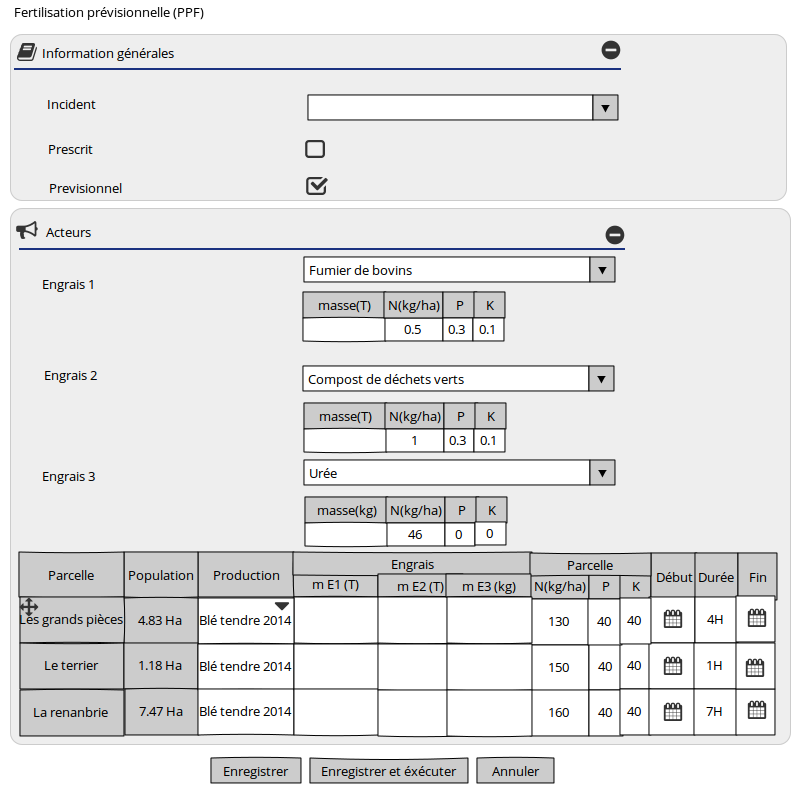 Fertilisation prévisionnelle (PPF)
Information générales
Incident
Prescrit
Previsionnel
Acteurs
Engrais 1
Fumier de bovins
masse(T) N(kg/ha) P K
0.5 0.3 0.1
Engrais 2
Compost de déchets verts
masse(T) N(kg/ha) P K
1 0.3 0.1
Engrais 3
Urée
masse(kg) N(kg/ha) P K
46 0 0
Parcelle Population Production Engrais Parcelle Début Durée Fin
m E1 (T) m E2 (T) m E3 (kg) N(kg/ha) P K
Les grands pièces 4.83 Ha Blé tendre 2014 130 40 40 4H
Le terrier 1.18 Ha Blé tendre 2014 150 40 40 1H
La renanbrie 7.47 Ha Blé tendre 2014 160 40 40 7H
Enregistrer Enregistrer et éxécuter Annuler